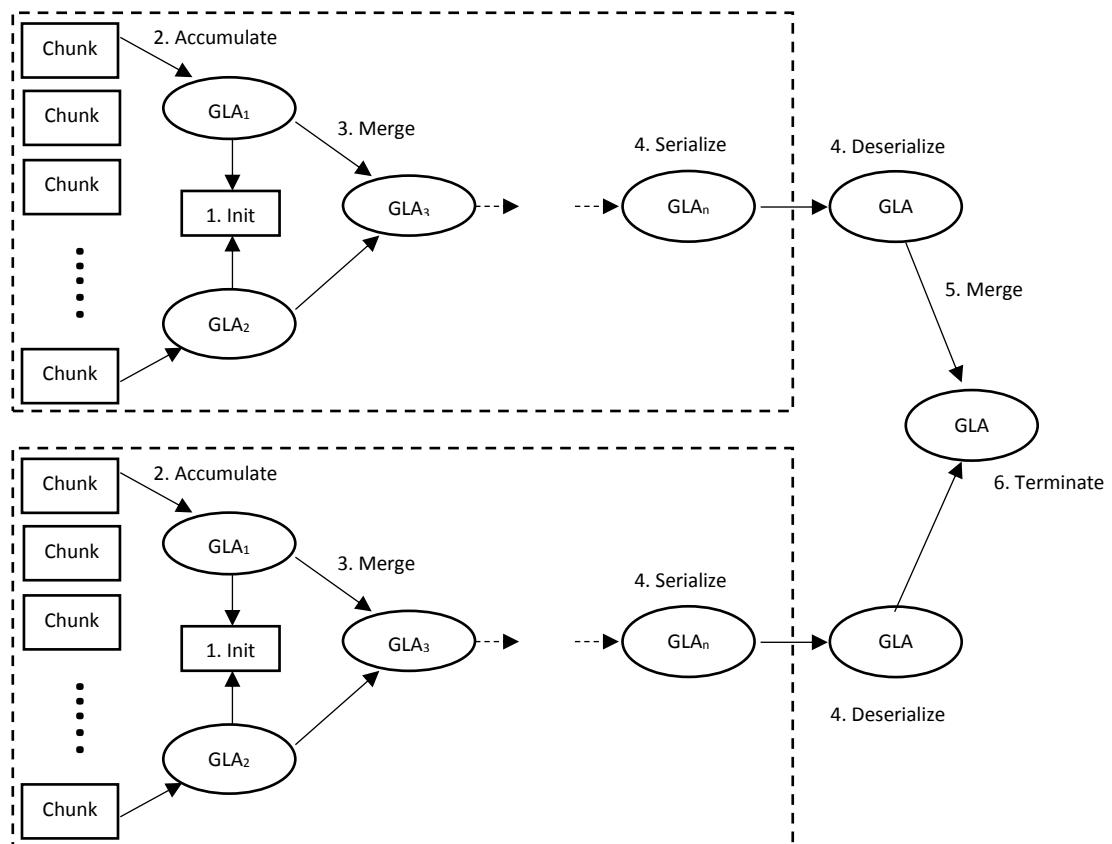 Chunk
2. Accumulate
Chunk
GLA₁
3. Merge
4. Serialize
4. Deserialize
Chunk
1. Init
GLA₃
GLAₙ
GLA
5. Merge
GLA₂
Chunk
GLA
6. Terminate
Chunk
2. Accumulate
Chunk
GLA₁
3. Merge
4. Serialize
Chunk
1. Init
GLA₃
GLAₙ
GLA
4. Deserialize
GLA₂
Chunk